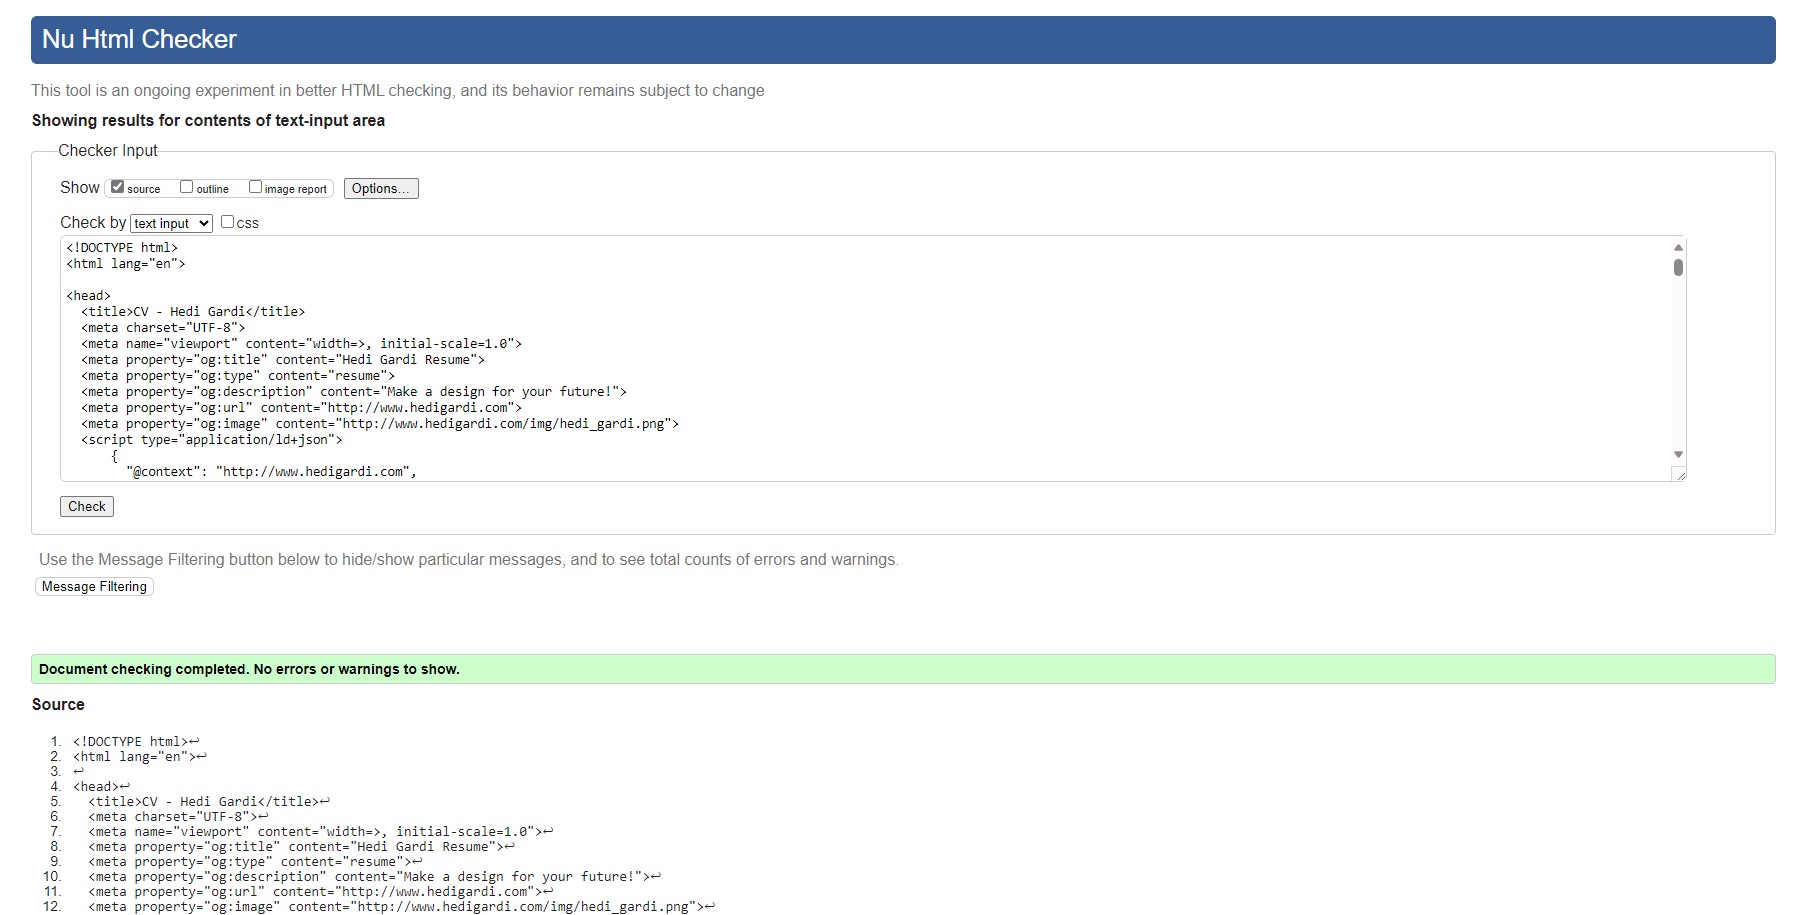 Nu Html Checker
This tool is an ongoing experiment in better HTML checking, and its behavior remains subject to change
Showing results for contents of text-input area
Checker Input
Show source outline image report Options...
Check by text input css
<!DOCTYPE html>
<html lang="en">
<head>
<title>CV - Hedi Gardi</title>
<meta charset="UTF-8">
<meta name="viewport" content="width=>, initial-scale=1.0">
<meta property="og:title" content="Hedi Gardi Resume">
<meta property="og:type" content="resume">
<meta property="og:description" content="Make a design for your future!">
<meta property="og:url" content="http://www.hedigardi.com">
<meta property="og:image" content="http://www.hedigardi.com/img/hedi_gardi.png">
<script type="application/ld+json">
{
"@context": "http://www.hedigardi.com",
Check
Use the Message Filtering button below to hide/show particular messages, and to see total counts of errors and warnings.
Message Filtering
Document checking completed. No errors or warnings to show.
Source
1. <!DOCTYPE html>↩
2. <html lang="en">↩
3. ↩
4. <head>↩
5. <title>CV - Hedi Gardi</title>↩
6. <meta charset="UTF-8">↩
7. <meta name="viewport" content="width=>, initial-scale=1.0">↩
8. <meta property="og:title" content="Hedi Gardi Resume">↩
9. <meta property="og:type" content="resume">↩
10. <meta property="og:description" content="Make a design for your future!">↩
11. <meta property="og:url" content="http://www.hedigardi.com">↩
12. <meta property="og:image" content="http://www.hedigardi.com/img/hedi_gardi.png">↩